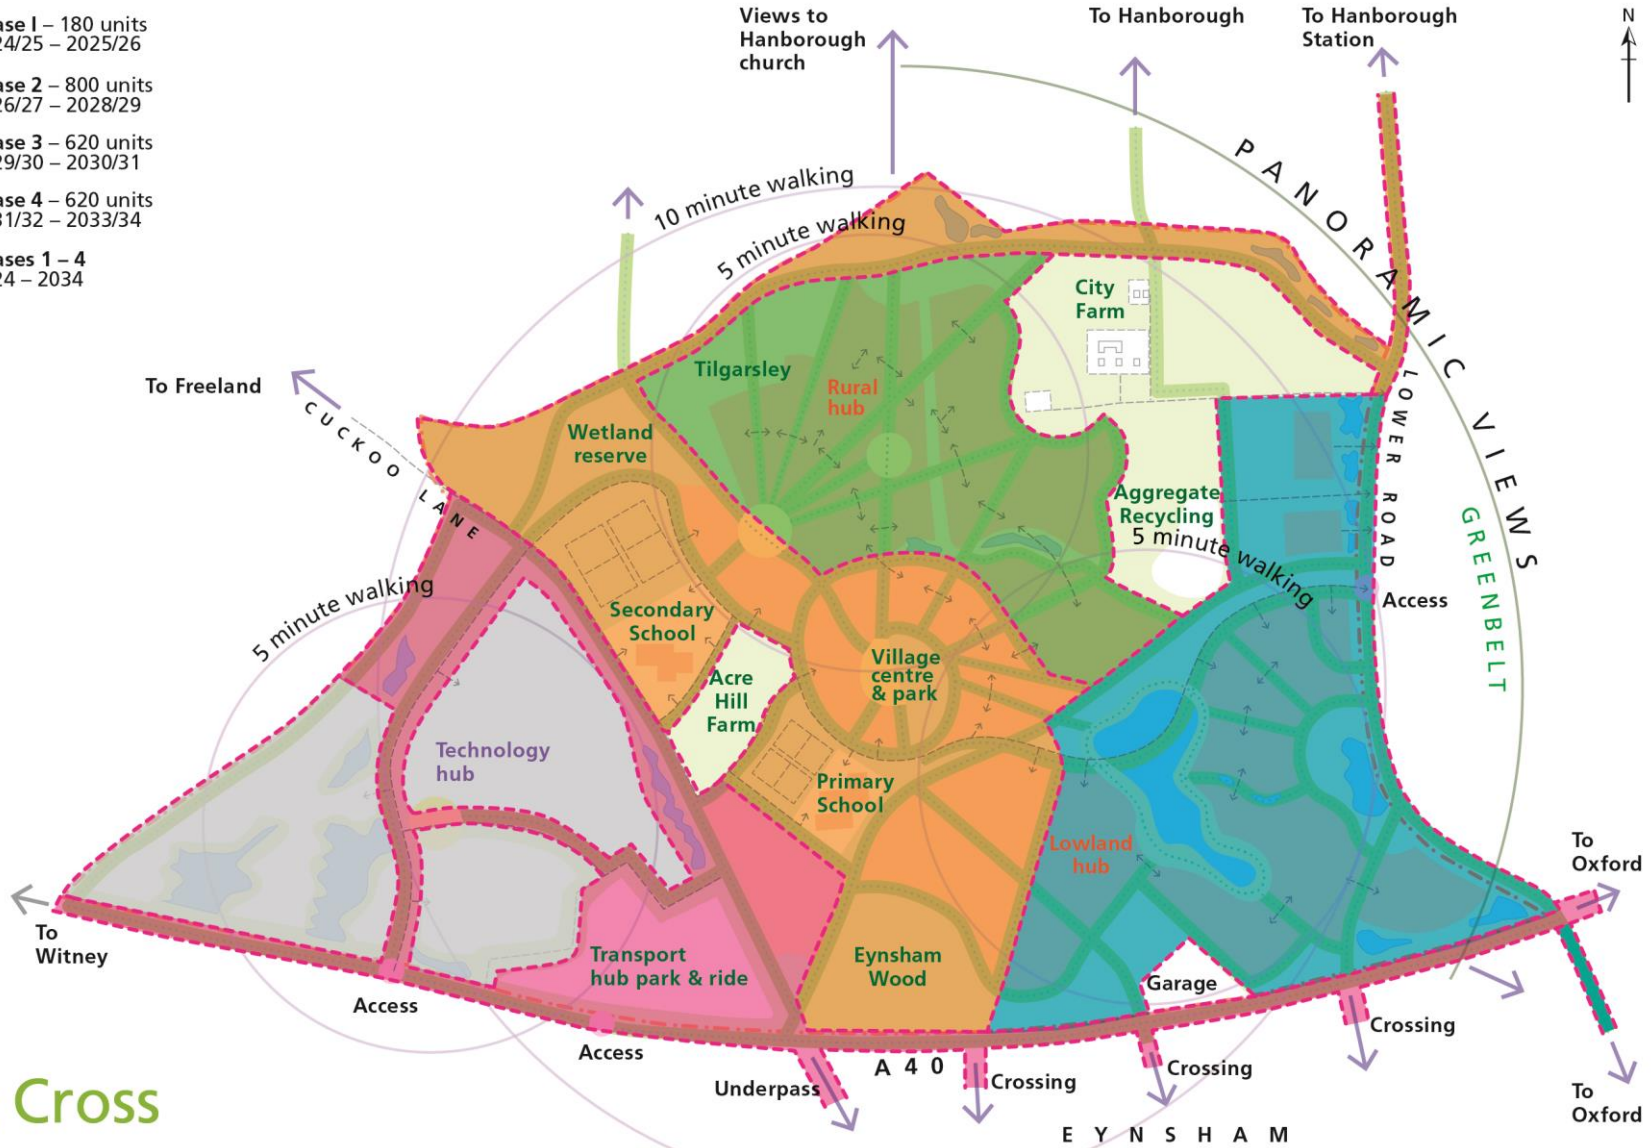 ase I – 180 units
24/25 – 2025/26
ase 2 – 800 units
26/27 – 2028/29
ase 3 – 620 units
29/30 – 2030/31
ase 4 – 620 units
31/32 – 2033/34
ases 1 – 4
24 – 2034
Views to
Hanborough
church
To Hanborough
To Hanborough
Station
N
PANORAMIC VIEWS
10 minute walking
5 minute walking
City
Farm
Tilgarsley
Rural
hub
To Freeland
CUCKOO LANE
Wetland
reserve
LOWER ROAD
GREENBELT
Aggregate
Recycling
5 minute walking
5 minute walking
Access
Secondary
School
Village
centre
& park
Acre
Hill
Farm
Technology
hub
Primary
School
Lowland
hub
To
Oxford
To
Witney
Transport
hub park & ride
Eynsham
Wood
Garage
Access
Access
Crossing
A40
Underpass
Crossing
Crossing
To
Oxford
Cross
EYNSHAM